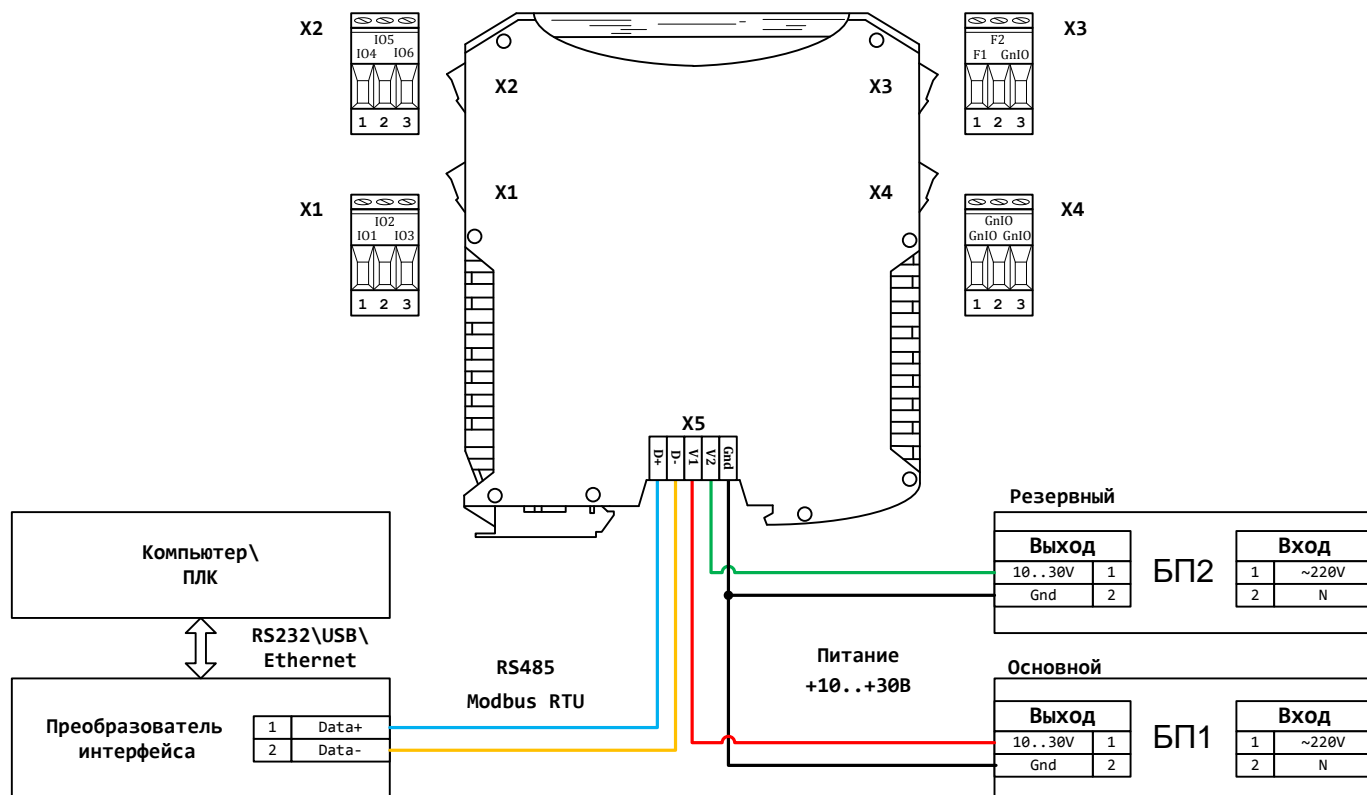 X2
IO5
IO4 IO6
1 2 3
X3
F2
F1 GnIO
1 2 3
X2
X3
X1
X4
X1
IO2
IO1 IO3
1 2 3
X4
GnIO
GnIO GnIO
1 2 3
X5
D+ D- V1 V2 Gnd
Компьютер\
ПЛК
RS232\USB\
Ethernet
Преобразователь
интерфейса
1 Data+
2 Data-
RS485
Modbus RTU
Питание
+10..+30В
Резервный
Выход
10..30V 1
Gnd 2
БП2
Вход
1 ~220V
2 N
Основной
Выход
10..30V 1
Gnd 2
БП1
Вход
1 ~220V
2 N